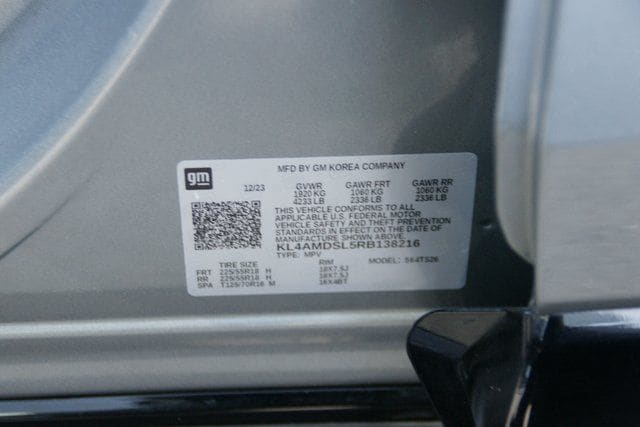 gm
MFD BY GM KOREA COMPANY
12/23 GVWR GAWR FRT GAWR RR
1920 KG 1060 KG 1060 KG
4233 LB 2336 LB 2336 LB
THIS VEHICLE CONFORMS TO ALL
APPLICABLE U.S. FEDERAL MOTOR
VEHICLE SAFETY AND THEFT PREVENTION
STANDARDS IN EFFECT ON THE DATE OF
MANUFACTURE SHOWN ABOVE.
KL4AMDSL5RB138216
TYPE: MPV MODEL: 5K4TS26
TIRE SIZE RIM
FRT 225/55R18 H 18X7.5J
RR 225/55R18 H 18X7.5J
SPA T125/70R16 M 16X4BT